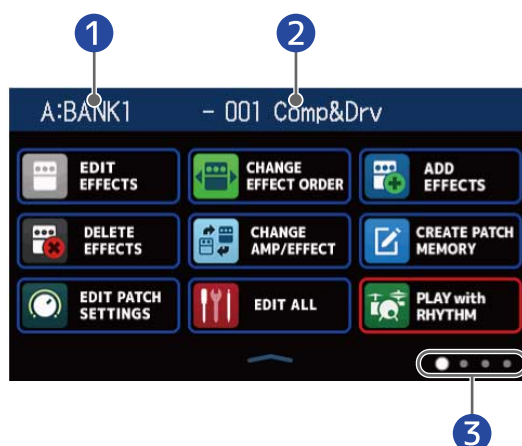 1 2
A:BANK1 - 001 Comp&Drv
EDIT
EFFECTS
CHANGE
EFFECT ORDER
ADD
EFFECTS
DELETE
EFFECTS
CHANGE
AMP/EFFECT
CREATE PATCH
MEMORY
EDIT PATCH
SETTINGS
EDIT ALL
PLAY with
RHYTHM
3